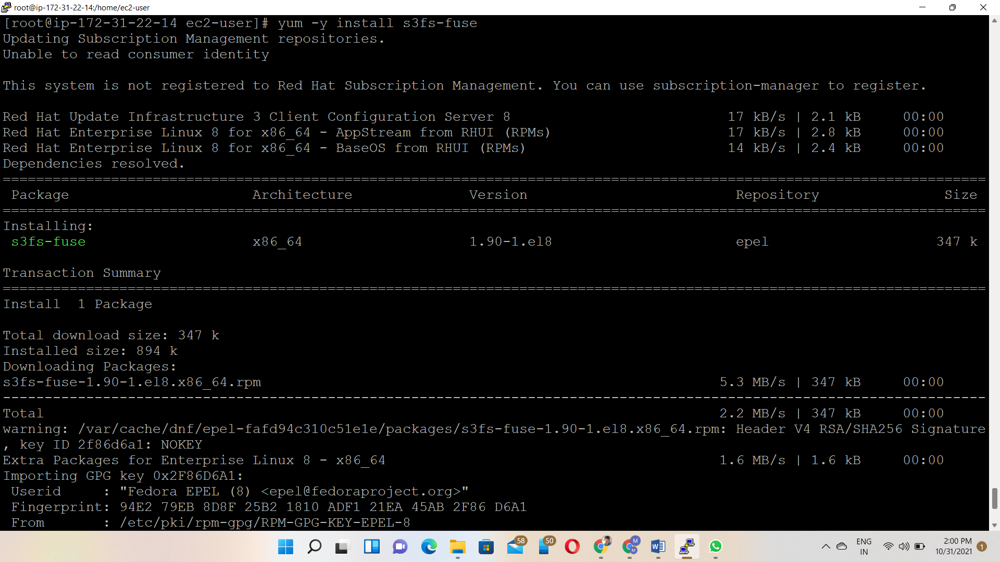 root@ip-172-31-22-14:/home/ec2-user
[root@ip-172-31-22-14 ec2-user]# yum -y install s3fs-fuse
Updating Subscription Management repositories.
Unable to read consumer identity
This system is not registered to Red Hat Subscription Management. You can use subscription-manager to register.
Red Hat Update Infrastructure 3 Client Configuration Server 8 17 kB/s | 2.1 kB 00:00
Red Hat Enterprise Linux 8 for x86_64 - AppStream from RHUI (RPMs) 17 kB/s | 2.8 kB 00:00
Red Hat Enterprise Linux 8 for x86_64 - BaseOS from RHUI (RPMs) 14 kB/s | 2.4 kB 00:00
Dependencies resolved.
================================================================================
Package Architecture Version Repository Size
================================================================================
Installing:
s3fs-fuse x86_64 1.90-1.el8 epel 347 k
Transaction Summary
================================================================================
Install 1 Package
Total download size: 347 k
Installed size: 894 k
Downloading Packages:
s3fs-fuse-1.90-1.el8.x86_64.rpm 5.3 MB/s | 347 kB 00:00
--------------------------------------------------------------------------------
Total 2.2 MB/s | 347 kB 00:00
warning: /var/cache/dnf/epel-fafd94c310c51e1e/packages/s3fs-fuse-1.90-1.el8.x86_64.rpm: Header V4 RSA/SHA256 Signature
, key ID 2f86d6a1: NOKEY
Extra Packages for Enterprise Linux 8 - x86_64 1.6 MB/s | 1.6 kB 00:00
Importing GPG key 0x2F86D6A1:
Userid : "Fedora EPEL (8) <epel@fedoraproject.org>"
Fingerprint: 94E2 79EB 8D8F 25B2 1810 ADF1 21EA 45AB 2F86 D6A1
From : /etc/pki/rpm-gpg/RPM-GPG-KEY-EPEL-8
58
50
M
M
W
ENG
IN
2:00 PM
10/31/2021
1